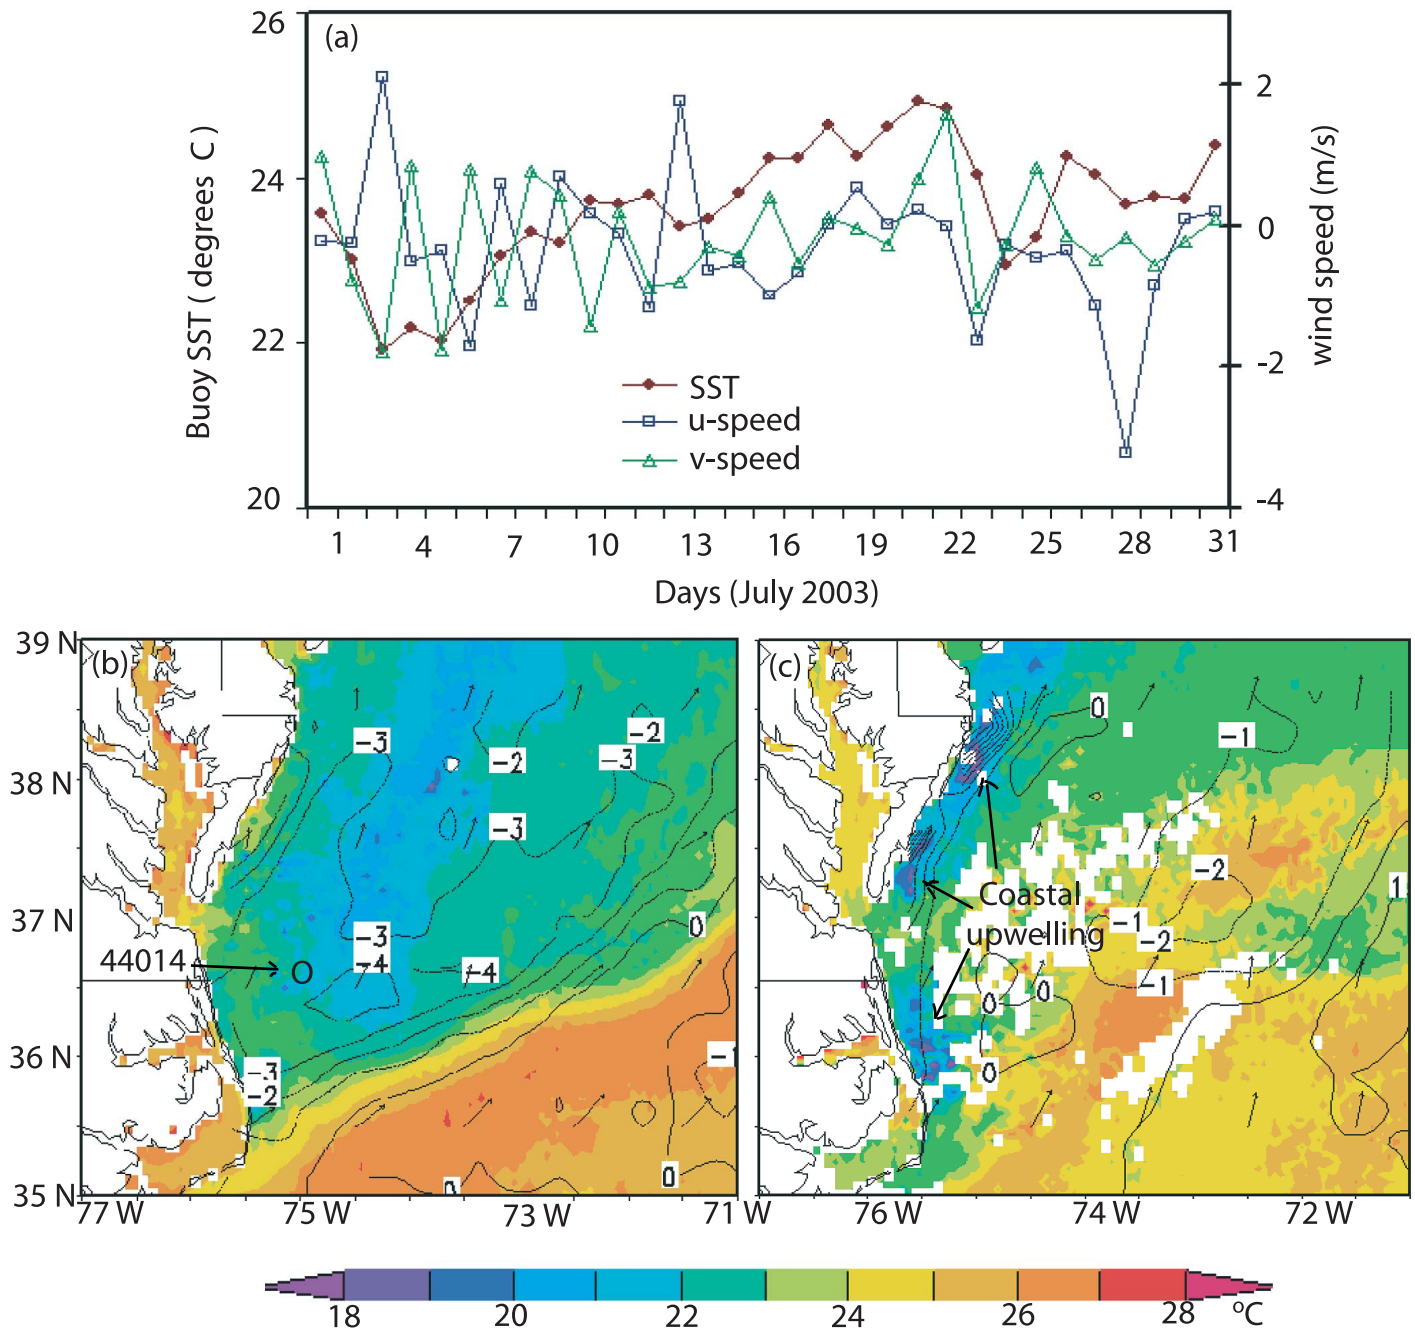 (a)
26
24
22
20
Buoy SST ( degrees C )
2
0
-2
-4
wind speed (m/s)
SST
u-speed
v-speed
1 4 7 10 13 16 19 22 25 28 31
Days (July 2003)
(b)
39 N
38 N
37 N
36 N
35 N
-3
-2
-2
-3
-3
-3
-4
-4
0
-3
-2
-1
0
0
44014
77 W 75 W 73 W 71 W
(c)
0
-1
-2
1
Coastal
upwelling
-1
-2
-1
0
0
0
76 W 74 W 72 W
18 20 22 24 26 28 °C